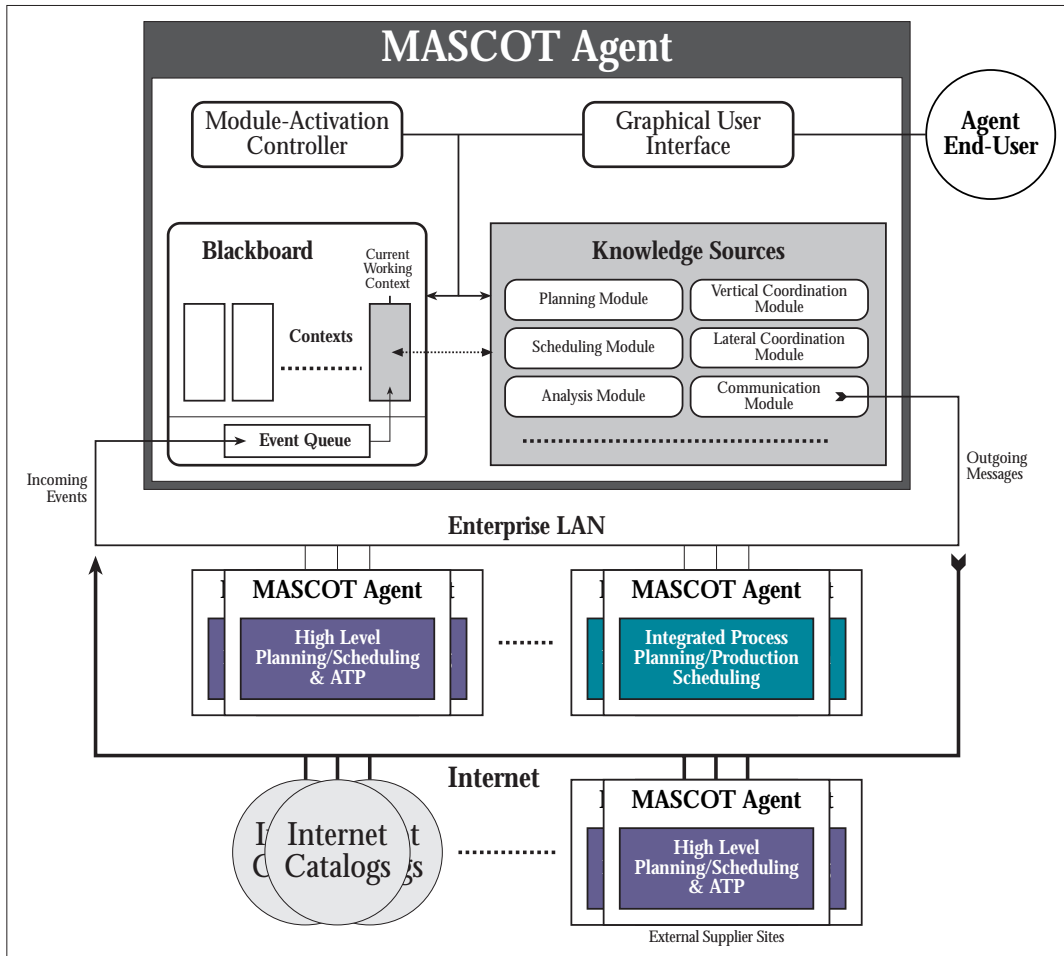 MASCOT Agent
Module-Activation
Controller
Graphical User
Interface
Agent
End-User
Blackboard
Current
Working
Context
Contexts
Event Queue
Knowledge Sources
Planning Module
Vertical Coordination
Module
Scheduling Module
Lateral Coordination
Module
Analysis Module
Communication
Module
Incoming
Events
Outgoing
Messages
Enterprise LAN
MASCOT Agent
High Level
Planning/Scheduling
& ATP
MASCOT Agent
Integrated Process
Planning/Production
Scheduling
Internet
Internet
Catalogs
MASCOT Agent
High Level
Planning/Scheduling
& ATP
External Supplier Sites